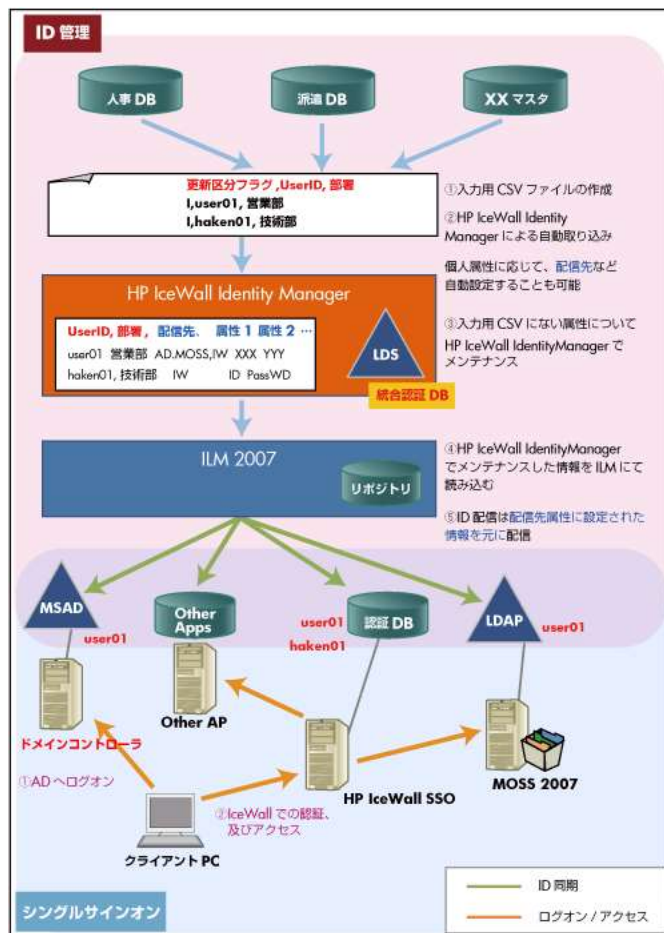 ID 管理
人事 DB
派遣 DB
XX マスタ
更新区分フラグ ,UserID, 部署
I,user01, 営業部
I,haken01, 技術部
①入力用 CSV ファイルの作成
②HP IceWall Identity
Manager による自動取り込み
個人属性に応じて、配信先など
自動設定することも可能
③入力用 CSV にない属性について
HP IceWall IdentityManager で
メンテナンス
HP IceWall Identity Manager
UserID, 部署 , 配信先、 属性 1 属性 2 …
user01 営業部 AD.MOSS,IW XXX YYY
haken01, 技術部 IW ID PassWD
LDS
統合認証 DB
ILM 2007
リポジトリ
④HP IceWall IdentityManager
でメンテナンスした情報を ILM にて
読み込む
⑤ID 配信は配信先属性に設定された
情報を元に配信
MSAD
user01
Other
Apps
user01
haken01
認証 DB
LDAP
user01
ドメインコントローラ
Other AP
HP IceWall SSO
MOSS 2007
①AD へログオン
②IceWall での認証、
及びアクセス
クライアント PC
シングルサインオン
ID 同期
ログオン / アクセス